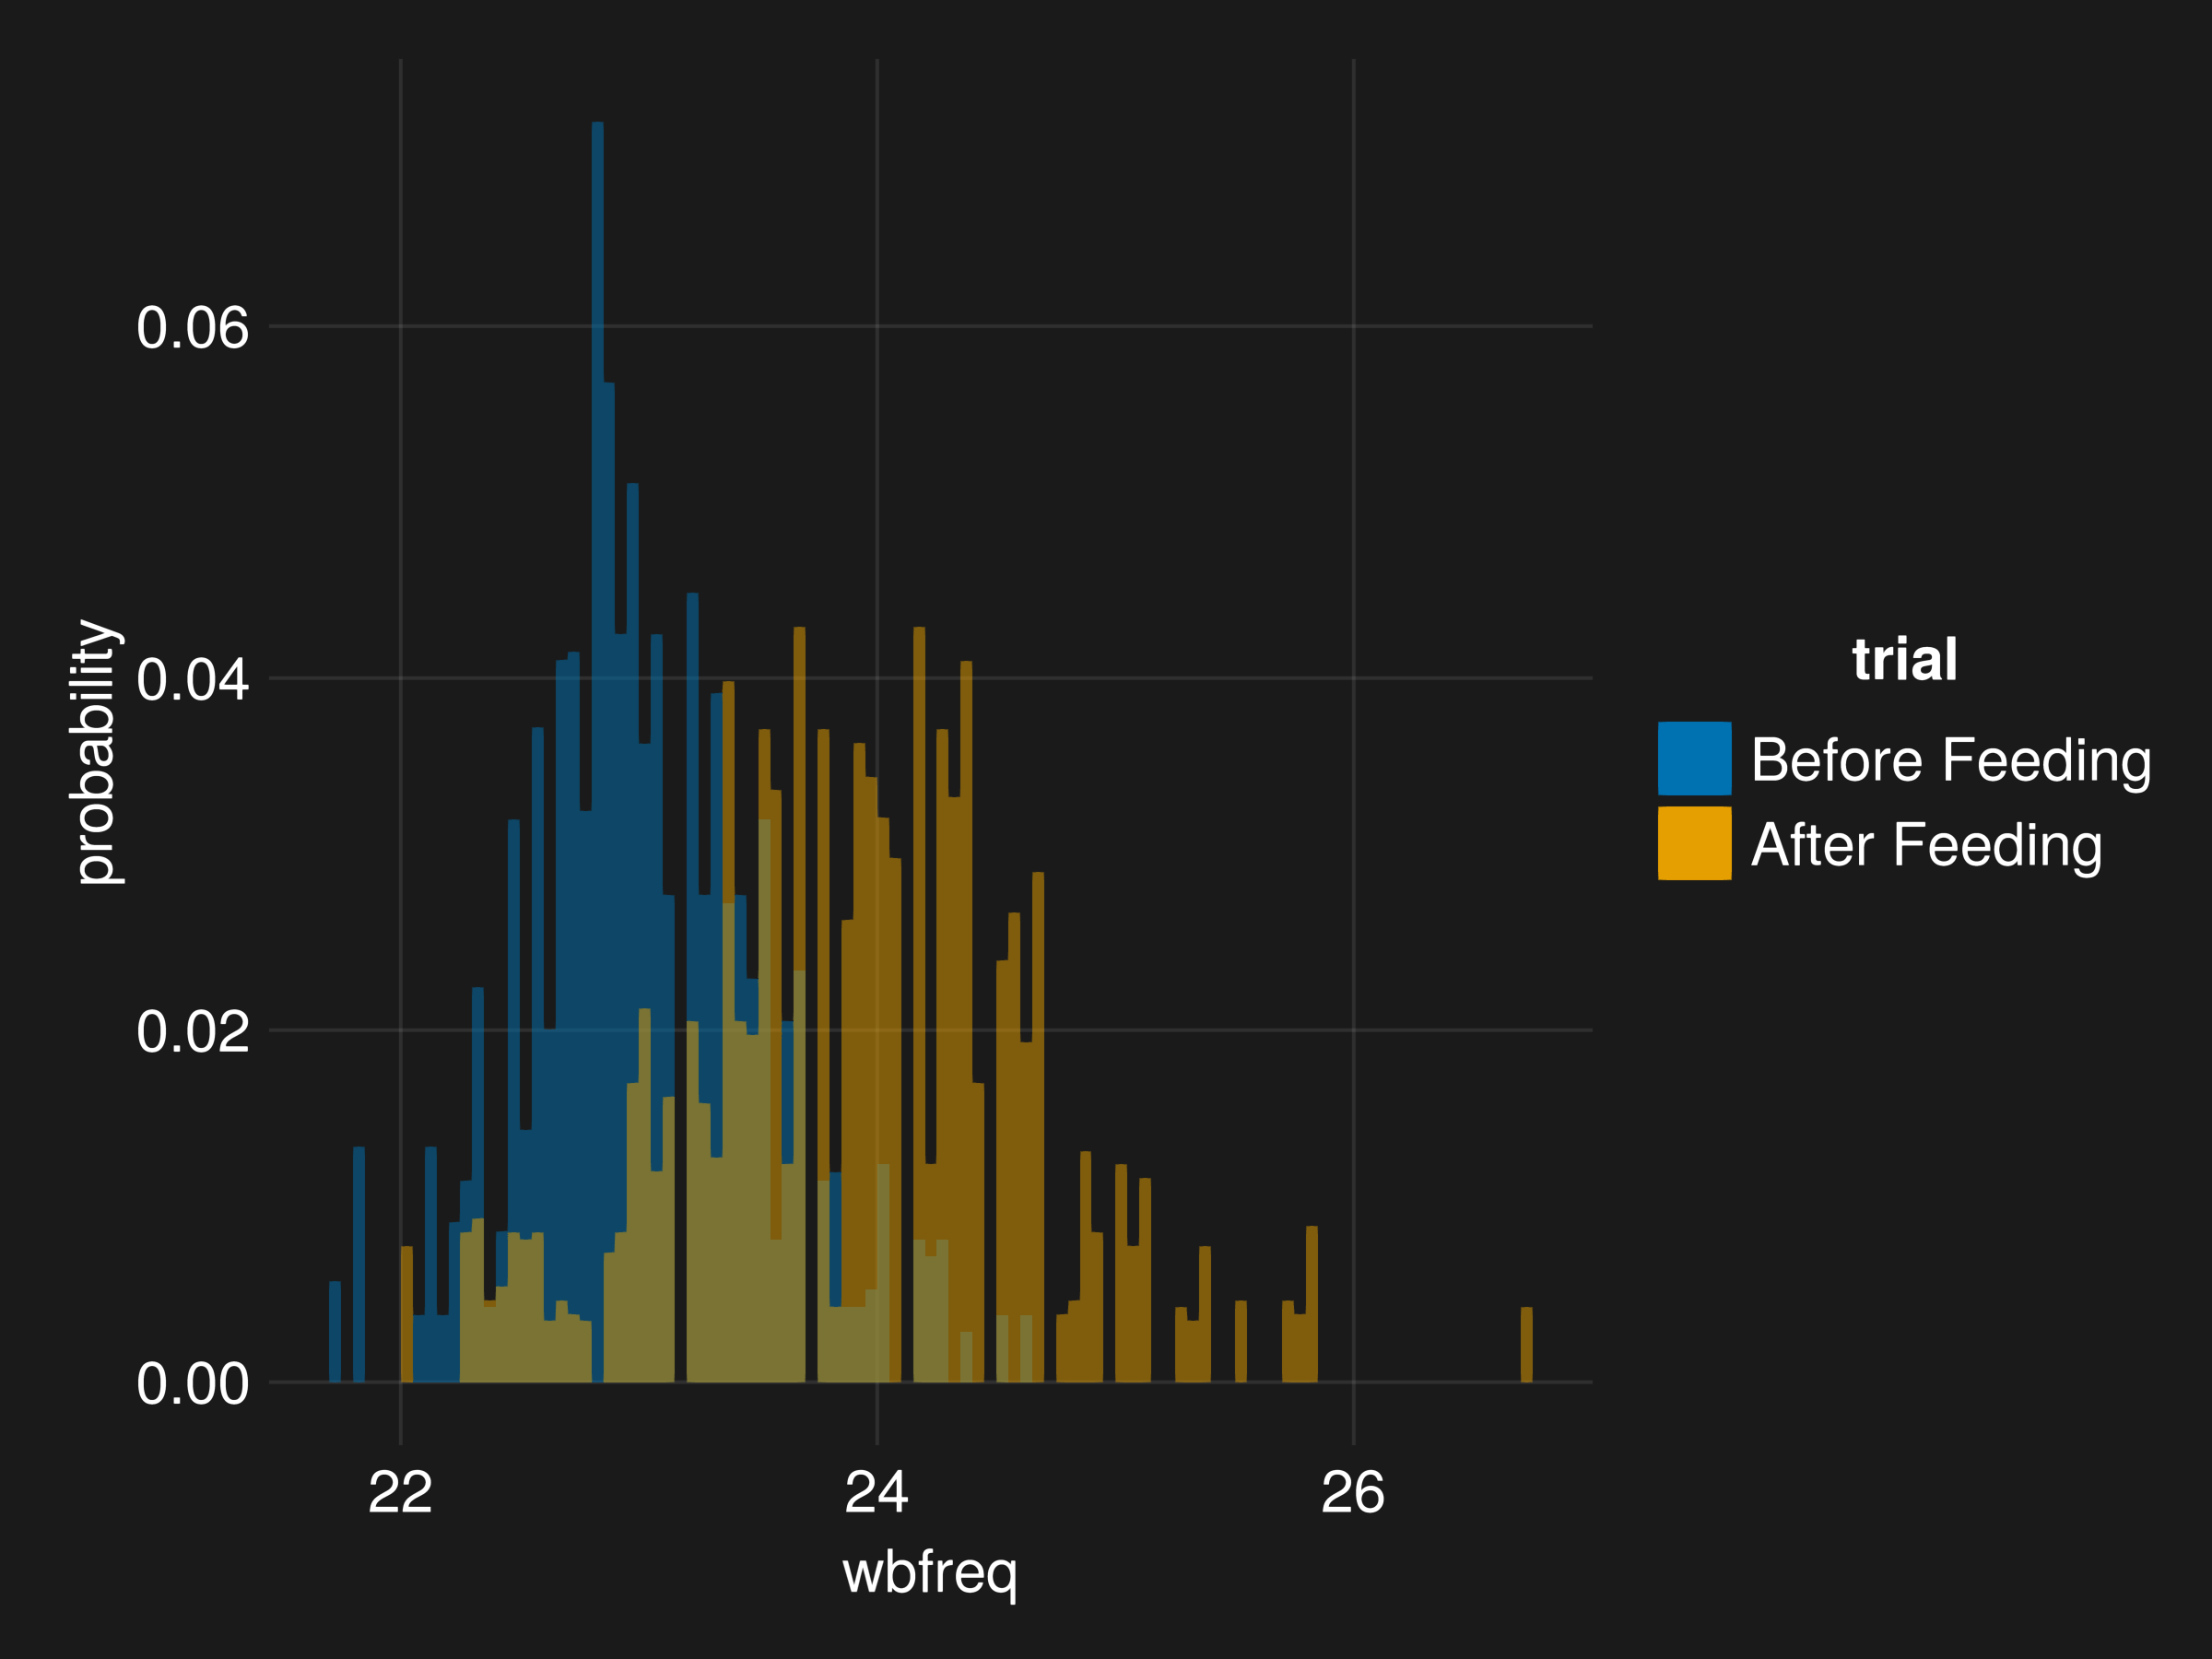 probability
0.06
0.04
0.02
0.00
22 24 26
wbfreq
trial
Before Feeding
After Feeding